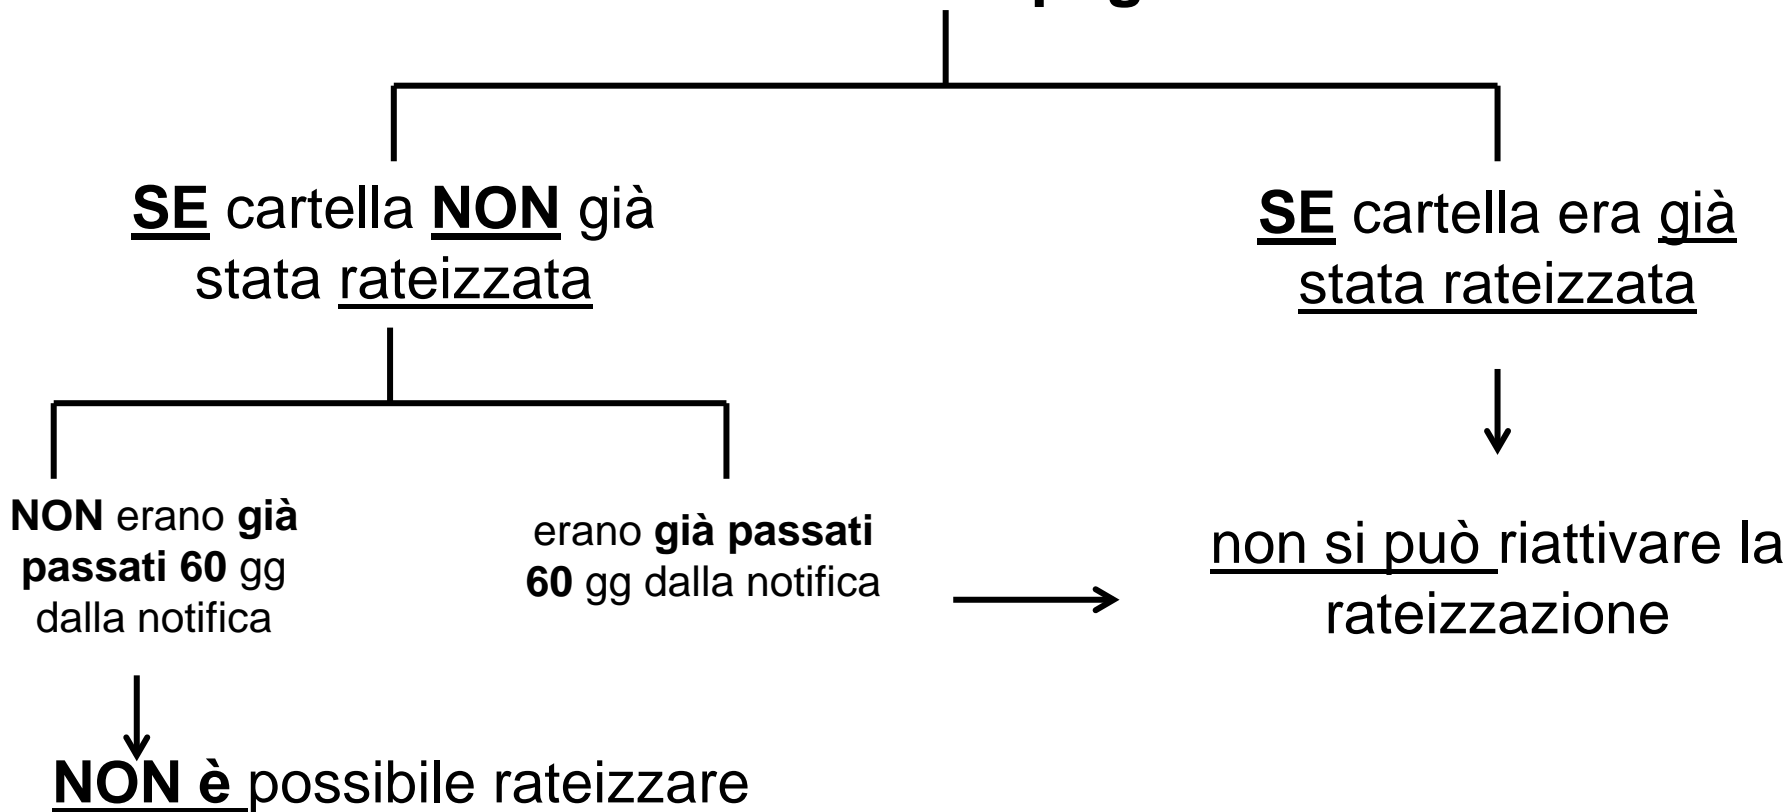 SE cartella NON già
stata rateizzata
SE cartella era già
stata rateizzata
NON erano già
passati 60 gg
dalla notifica
erano già passati
60 gg dalla notifica
non si può riattivare la
rateizzazione
NON è possibile rateizzare